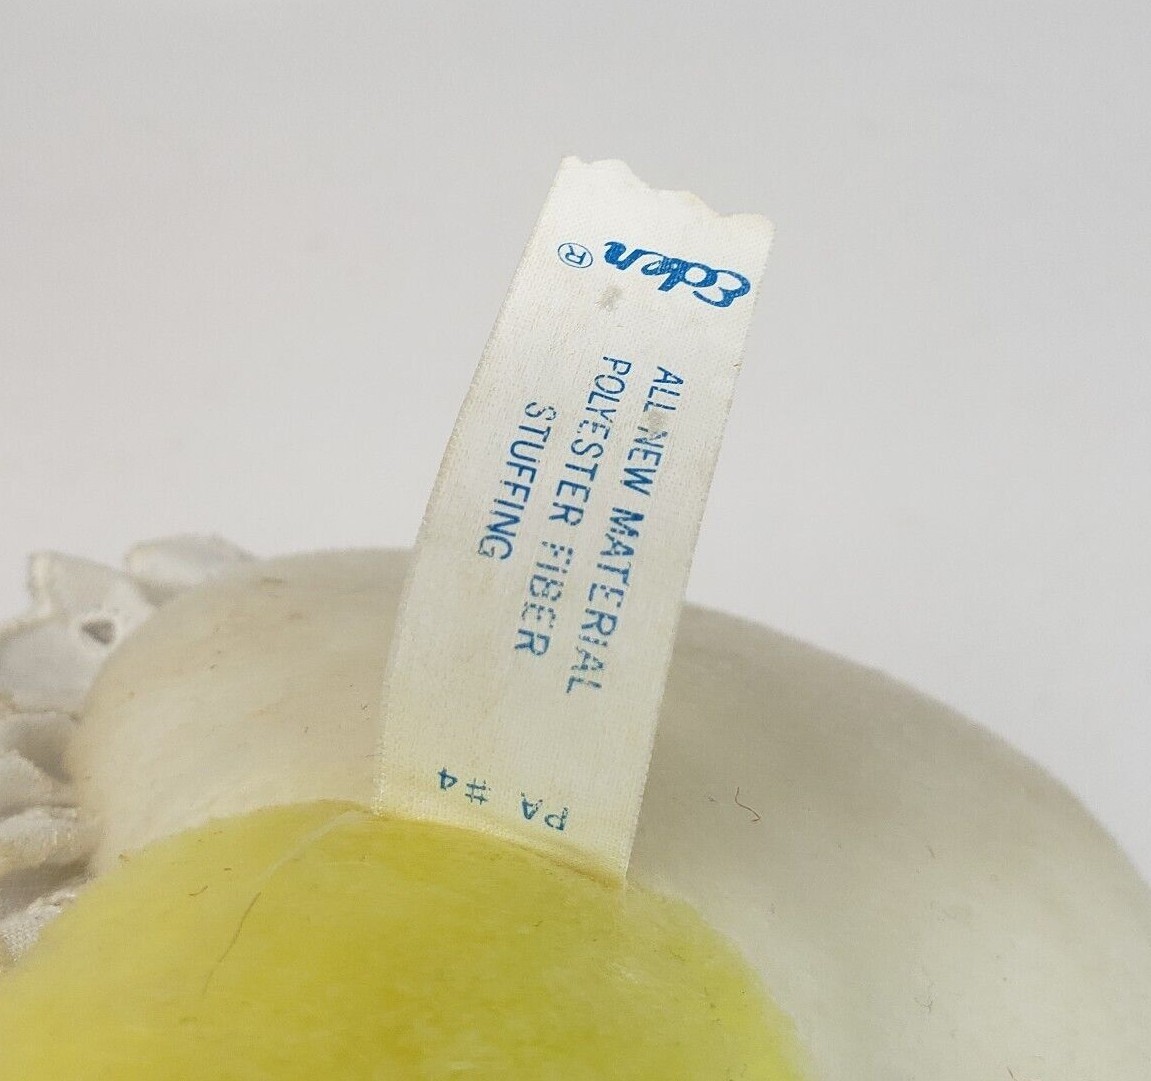 Eden ®
ALL NEW MATERIAL
POLYESTER FIBER
STUFFING
PA #4